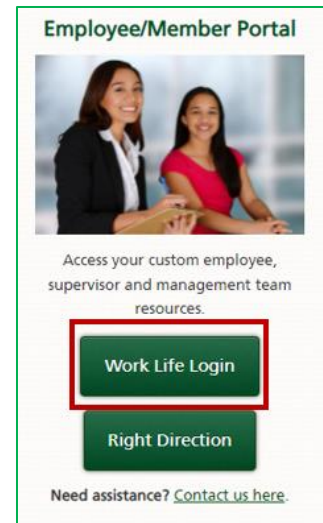 Employee/Member Portal
Access your custom employee,
supervisor and management team
resources.
Work Life Login
Right Direction
Need assistance? Contact us here.